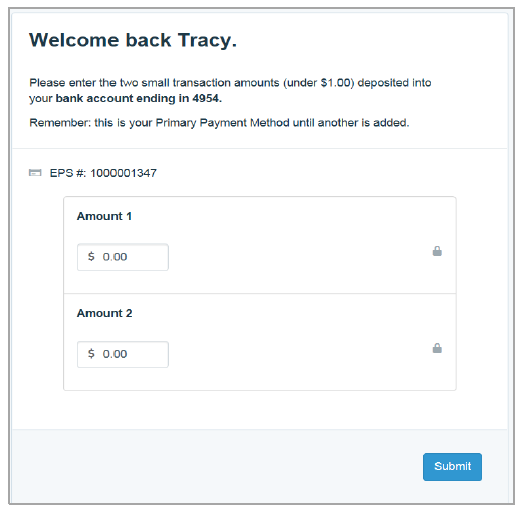 Welcome back Tracy.
Please enter the two small transaction amounts (under $1.00) deposited into
your bank account ending in 4954.
Remember: this is your Primary Payment Method until another is added.
EPS #: 1000001347
Amount 1
$ 0.00
Amount 2
$ 0.00
Submit